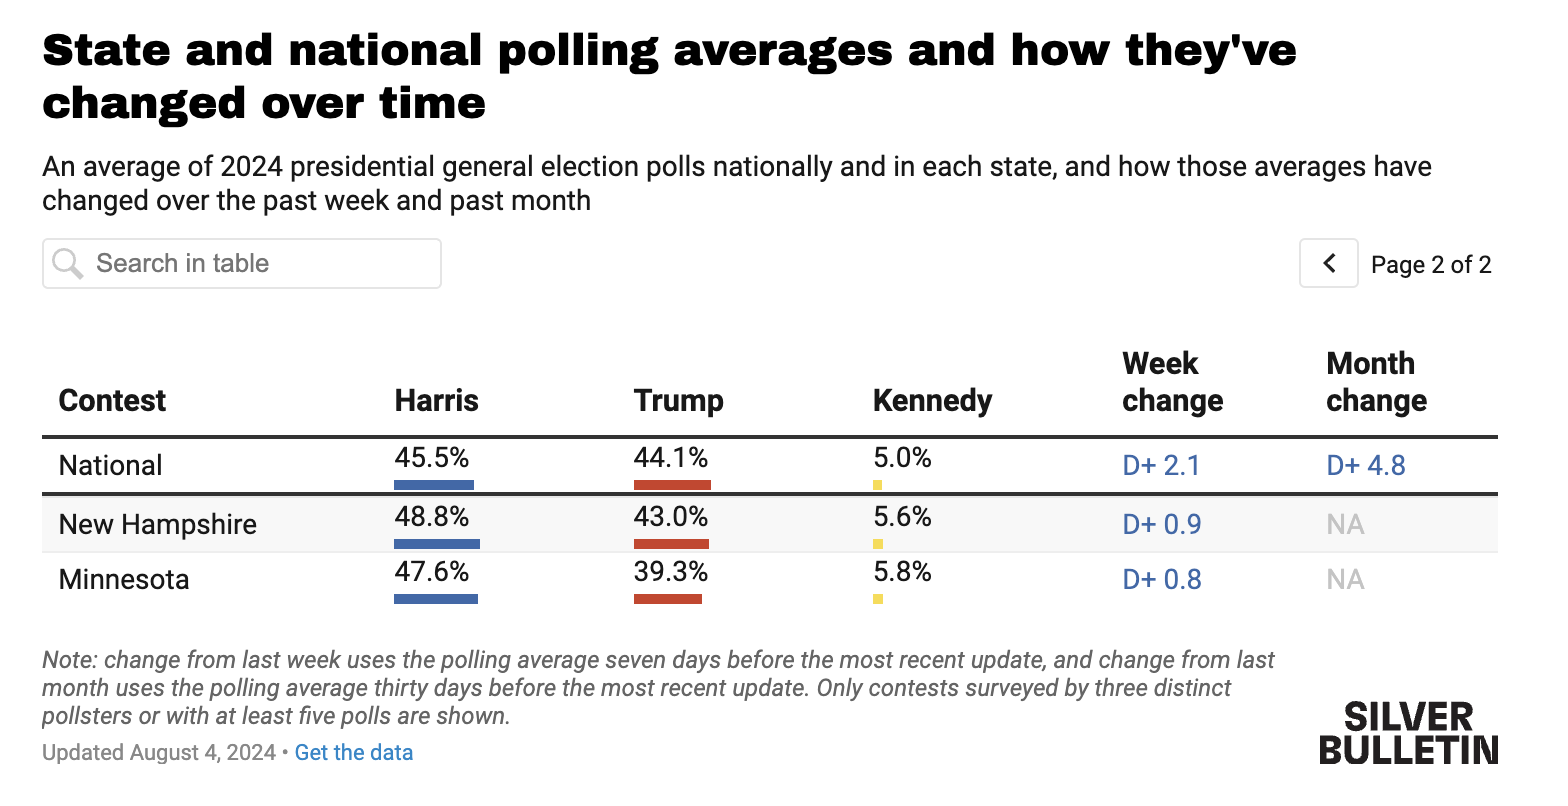 State and national polling averages and how they've
changed over time
An average of 2024 presidential general election polls nationally and in each state, and how those averages have
changed over the past week and past month
Search in table
Page 2 of 2
Contest Harris Trump Kennedy Week change Month change
National 45.5% 44.1% 5.0% D+ 2.1 D+ 4.8
New Hampshire 48.8% 43.0% 5.6% D+ 0.9 NA
Minnesota 47.6% 39.3% 5.8% D+ 0.8 NA
Note: change from last week uses the polling average seven days before the most recent update, and change from last
month uses the polling average thirty days before the most recent update. Only contests surveyed by three distinct
pollsters or with at least five polls are shown.
Updated August 4, 2024 • Get the data
SILVER
BULLETIN